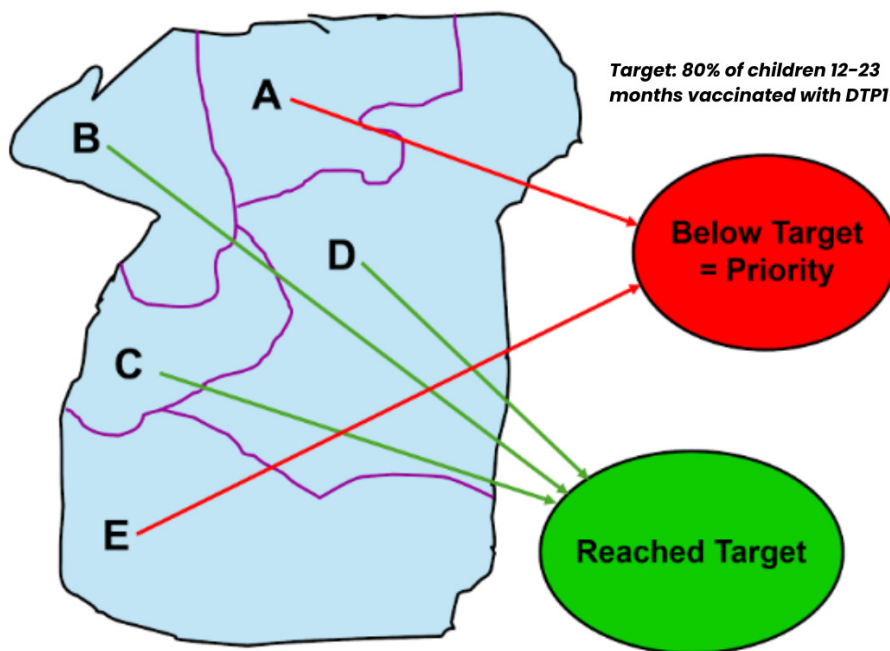 A
Target: 80% of children 12-23
months vaccinated with DTP1
B
Below Target
= Priority
D
C
E
Reached Target